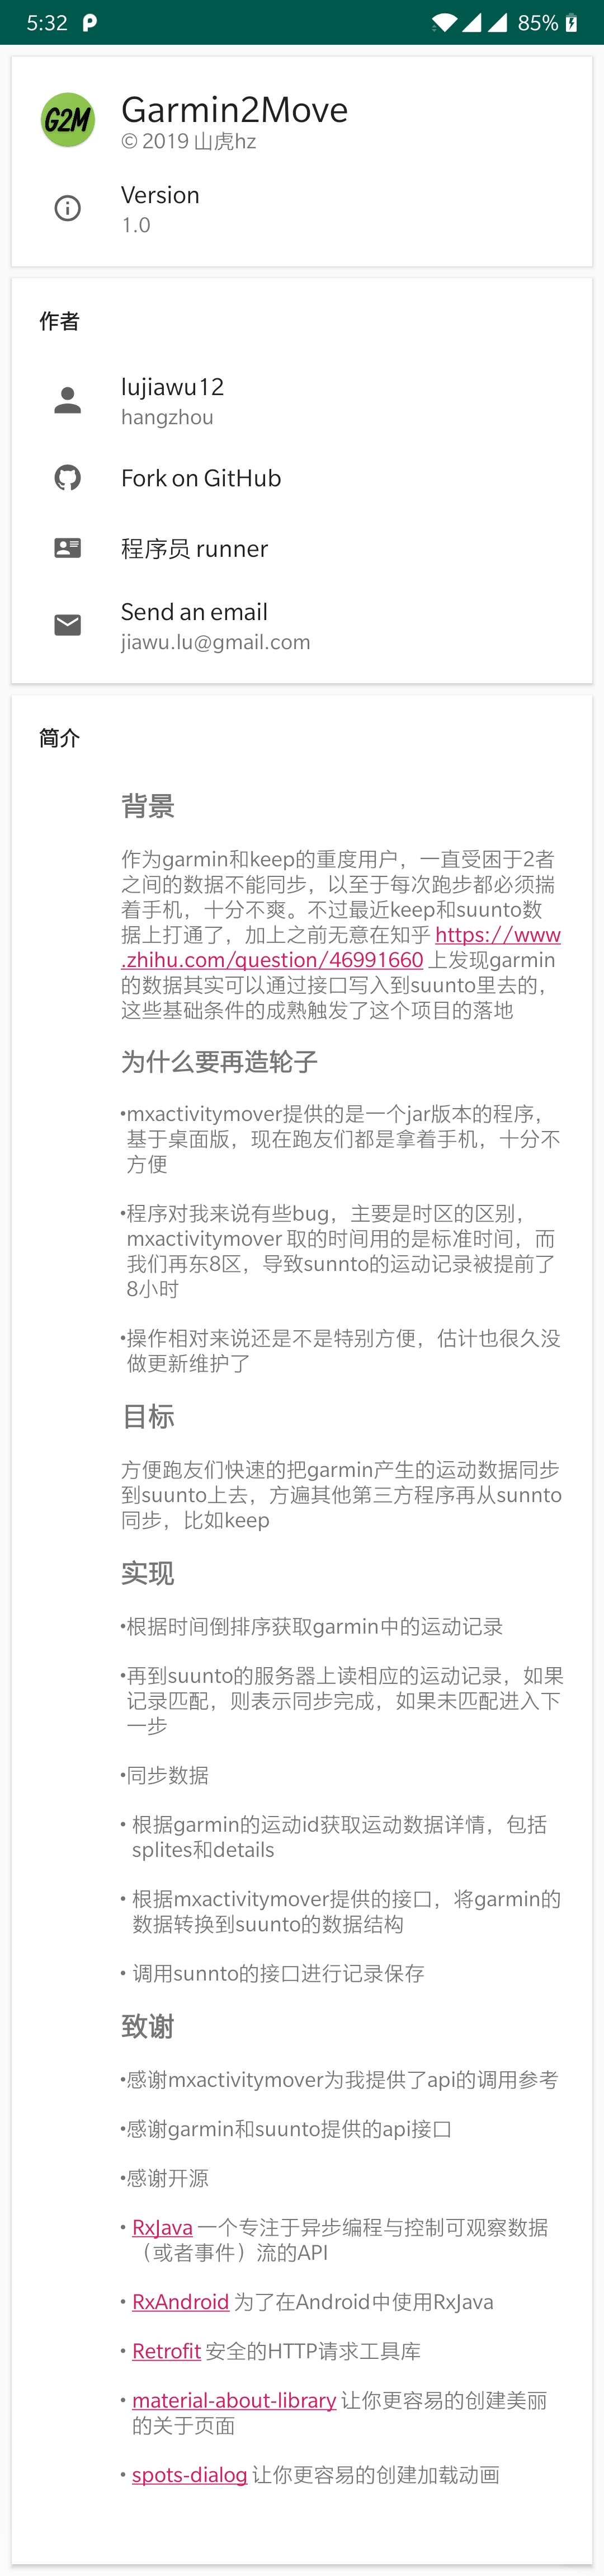 5:32
85%
G2M
Garmin2Move
© 2019 山虎hz
Version
1.0
作者
lujiawu12
hangzhou
Fork on GitHub
程序员 runner
Send an email
jiawu.lu@gmail.com
简介
背景
作为garmin和keep的重度用户，一直受困于2者
之间的数据不能同步，以至于每次跑步都必须揣
着手机，十分不爽。不过最近keep和suunto数
据上打通了，加上之前无意在知乎 https://www
.zhihu.com/question/46991660 上发现garmin
的数据其实可以通过接口写入到suunto里去的，
这些基础条件的成熟触发了这个项目的落地
为什么要再造轮子
•mxactivitymover提供的是一个jar版本的程序，
基于桌面版，现在跑友们都是拿着手机，十分不
方便
•程序对我来说有些bug，主要是时区的区别，
mxactivitymover 取的时间用的是标准时间，而
我们再东8区，导致sunnto的运动记录被提前了
8小时
•操作相对来说还是不是特别方便，估计也很久没
做更新维护了
目标
方便跑友们快速的把garmin产生的运动数据同步
到suunto上去，方遍其他第三方程序再从sunnto
同步，比如keep
实现
•根据时间倒排序获取garmin中的运动记录
•再到suunto的服务器上读相应的运动记录，如果
记录匹配，则表示同步完成，如果未匹配进入下
一步
•同步数据
• 根据garmin的运动id获取运动数据详情，包括
splites和details
• 根据mxactivitymover提供的接口，将garmin的
数据转换到suunto的数据结构
• 调用sunnto的接口进行记录保存
致谢
•感谢mxactivitymover为我提供了api的调用参考
•感谢garmin和suunto提供的api接口
•感谢开源
• RxJava 一个专注于异步编程与控制可观察数据
（或者事件）流的API
• RxAndroid 为了在Android中使用RxJava
• Retrofit 安全的HTTP请求工具库
• material-about-library 让你更容易的创建美丽
的关于页面
• spots-dialog 让你更容易的创建加载动画